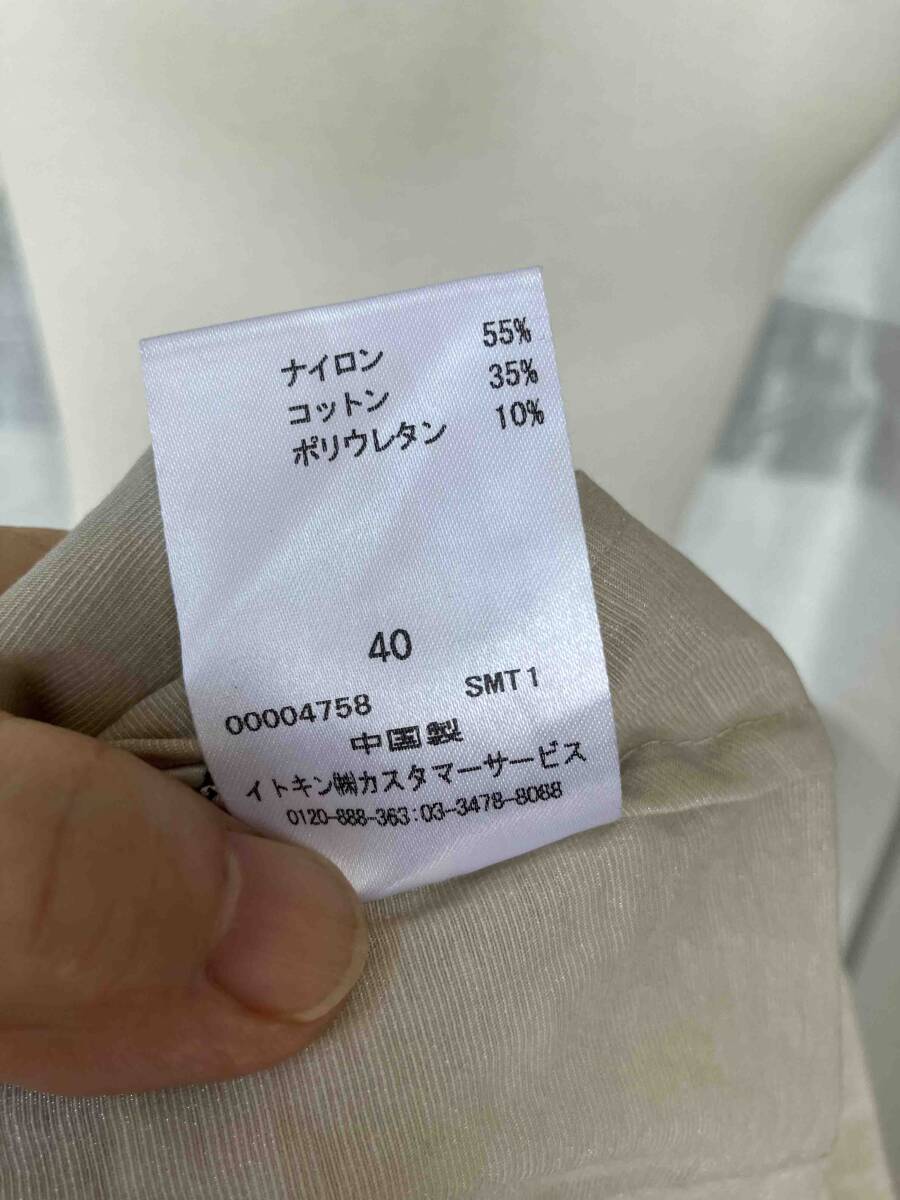 ナイロン 55%
コットン 35%
ポリウレタン 10%
40
00004758 SMT1
中国製
イトキン㈱カスタマーサービス
0120-888-363:03-3478-8088